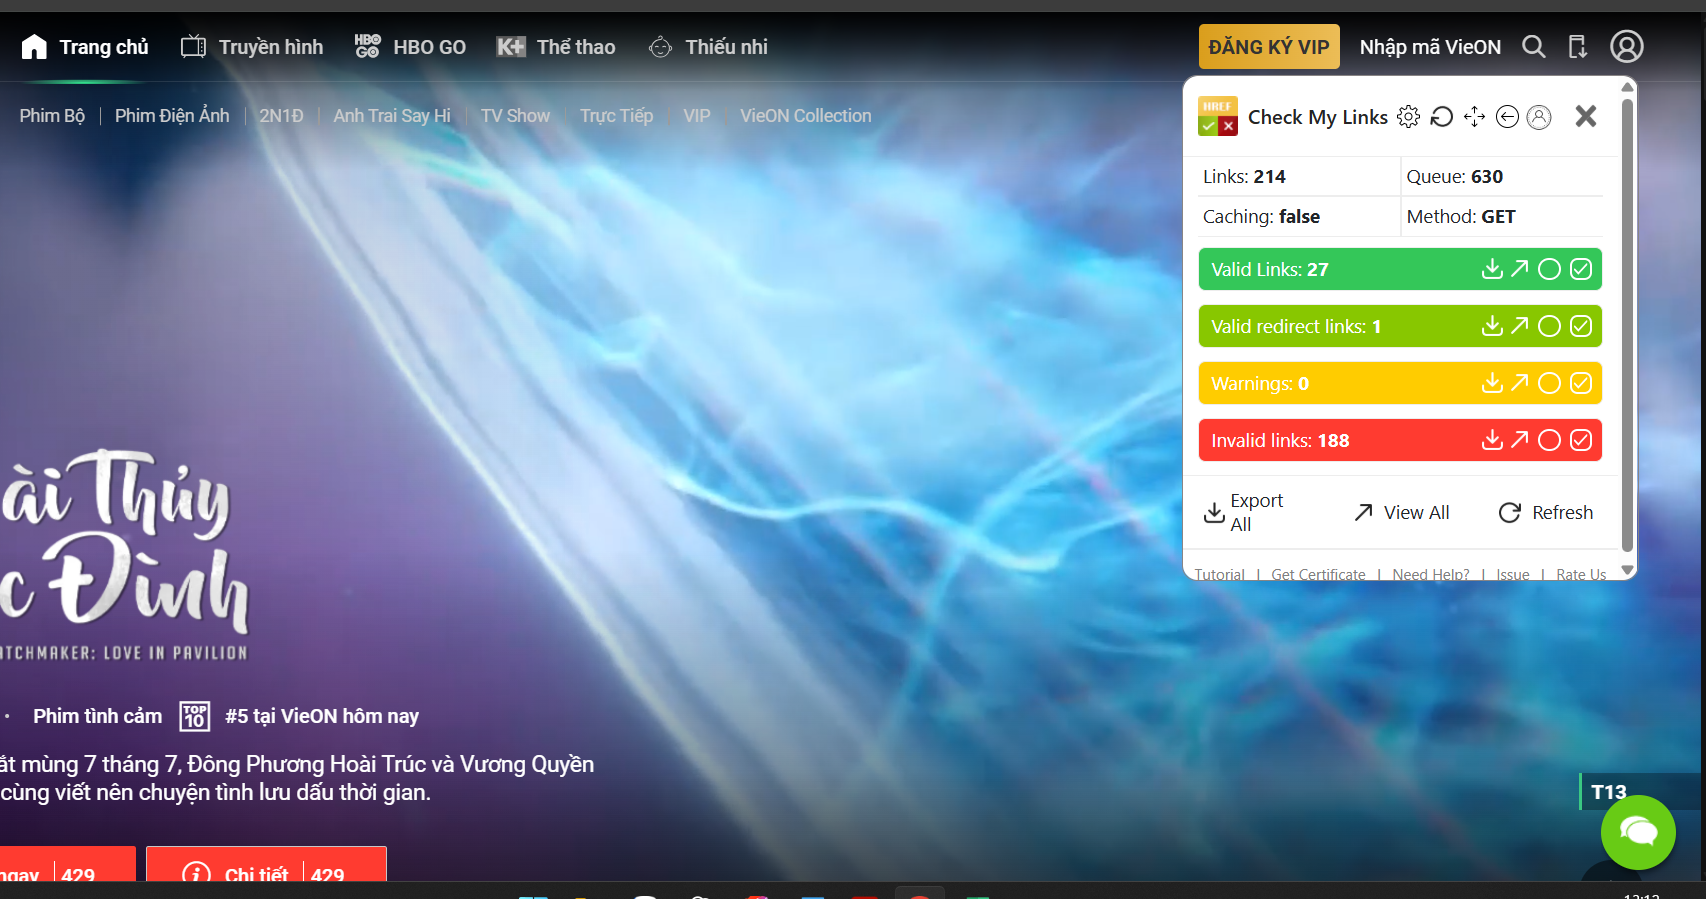 Trang chủ
Truyền hình
HBO GO
HBO GO
K+
Thể thao
Thiếu nhi
ĐĂNG KÝ VIP
Nhập mã VieON
Phim Bộ
Phim Điện Ảnh
2N1Đ
Anh Trai Say Hi
TV Show
Trực Tiếp
VIP
VieON Collection
HREF
Check My Links
Links: 214
Queue: 630
Caching: false
Method: GET
Valid Links: 27
Valid redirect links: 1
Warnings: 0
Invalid links: 188
Export All
View All
Refresh
Tutorial | Get Certificate | Need Help? | Issue | Rate Us
ài Thủy
c Đình
ATCHMAKER: LOVE IN PAVILION
· Phim tình cảm
TOP 10
#5 tại VieON hôm nay
ắt mùng 7 tháng 7, Đông Phương Hoài Trúc và Vương Quyền
cùng viết nên chuyện tình lưu dấu thời gian.
T13
ngay
429
Chi tiết
429